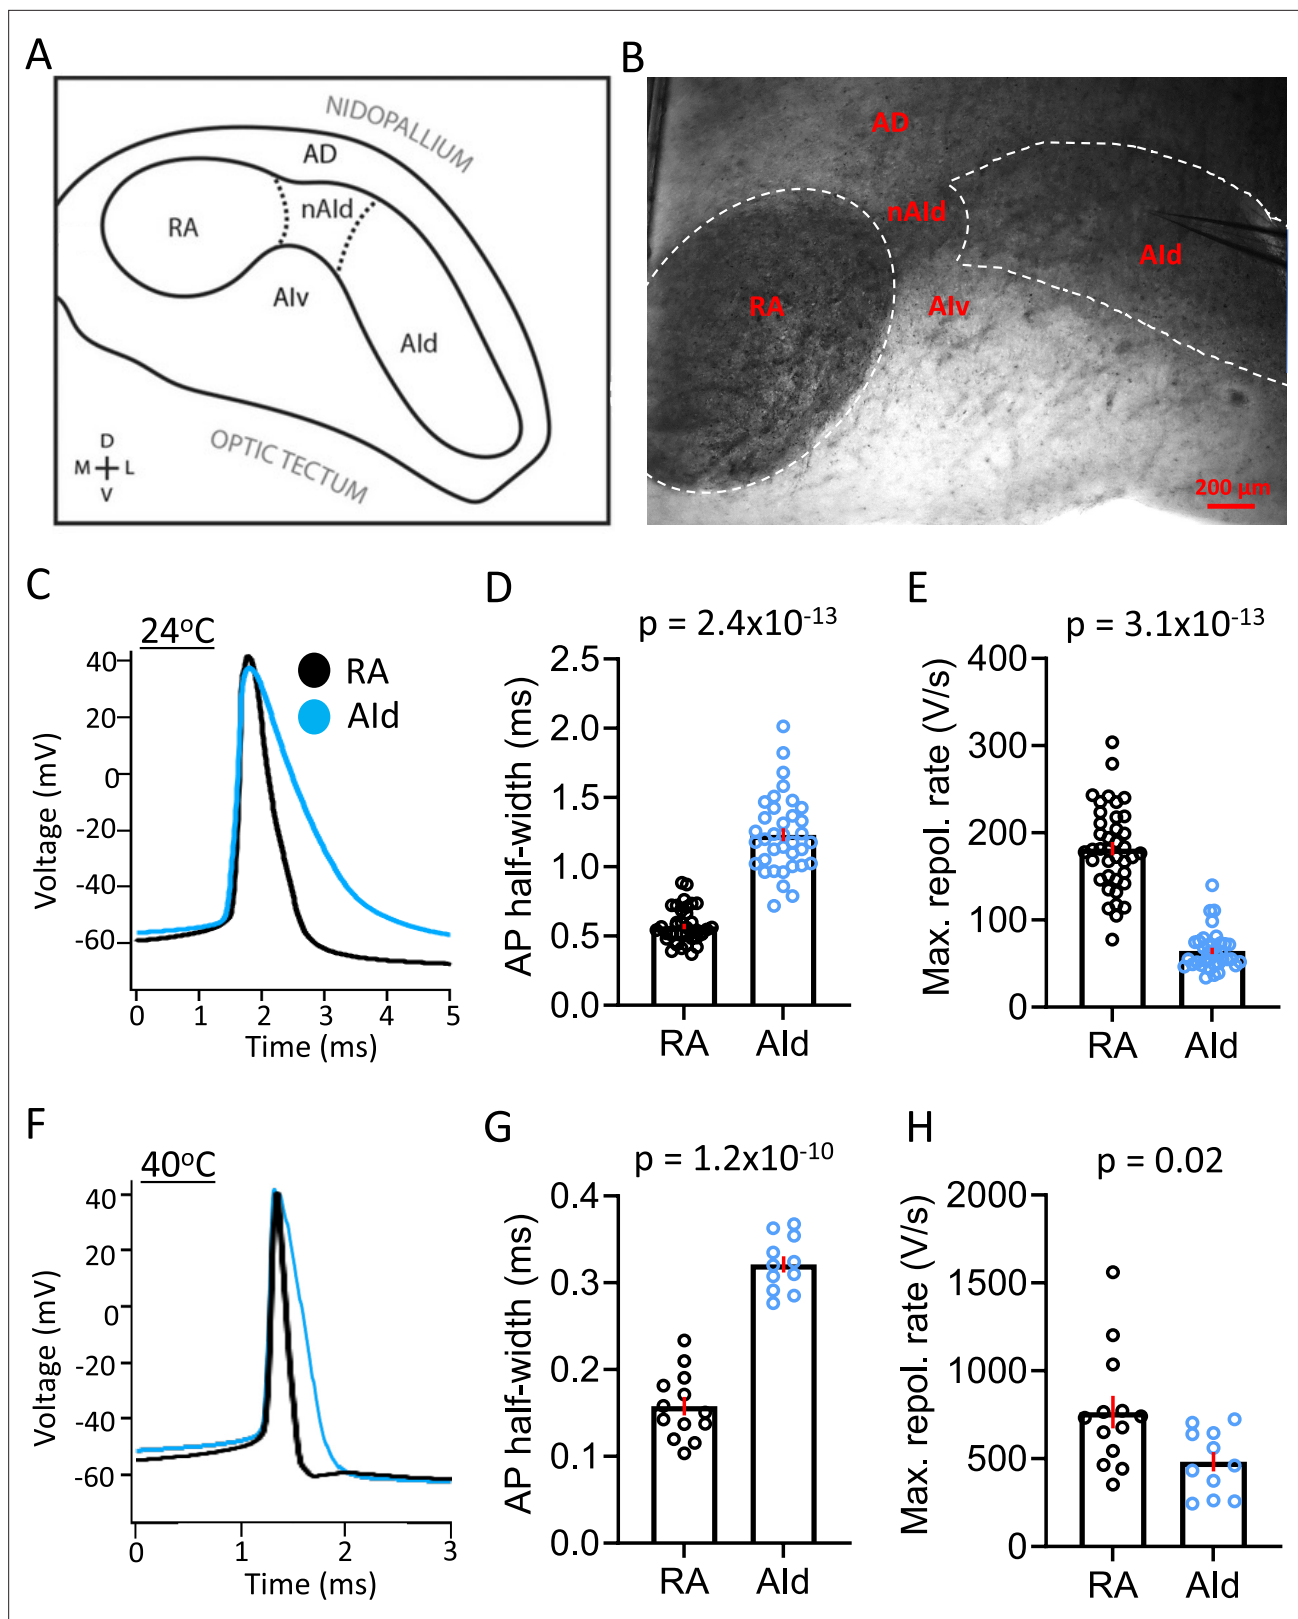 A
NIDOPALLIUM
AD
nAId
RA
AIv
AId
D
M L
V
OPTIC TECTUM
B
AD
nAId
AId
RA
AIv
200 µm
C
24°C
RA
AId
Voltage (mV)
40
20
0
-20
-40
-60
0 1 2 3 4 5
Time (ms)
D
p = 2.4x10-13
AP half-width (ms)
2.5
2.0
1.5
1.0
0.5
0.0
RA AId
E
p = 3.1x10-13
Max. repol. rate (V/s)
400
300
200
100
0
RA AId
F
40°C
Voltage (mV)
40
20
0
-20
-40
-60
0 1 2 3
Time (ms)
G
p = 1.2x10-10
AP half-width (ms)
0.4
0.3
0.2
0.1
0.0
RA AId
H
p = 0.02
Max. repol. rate (V/s)
2000
1500
1000
500
0
RA AId